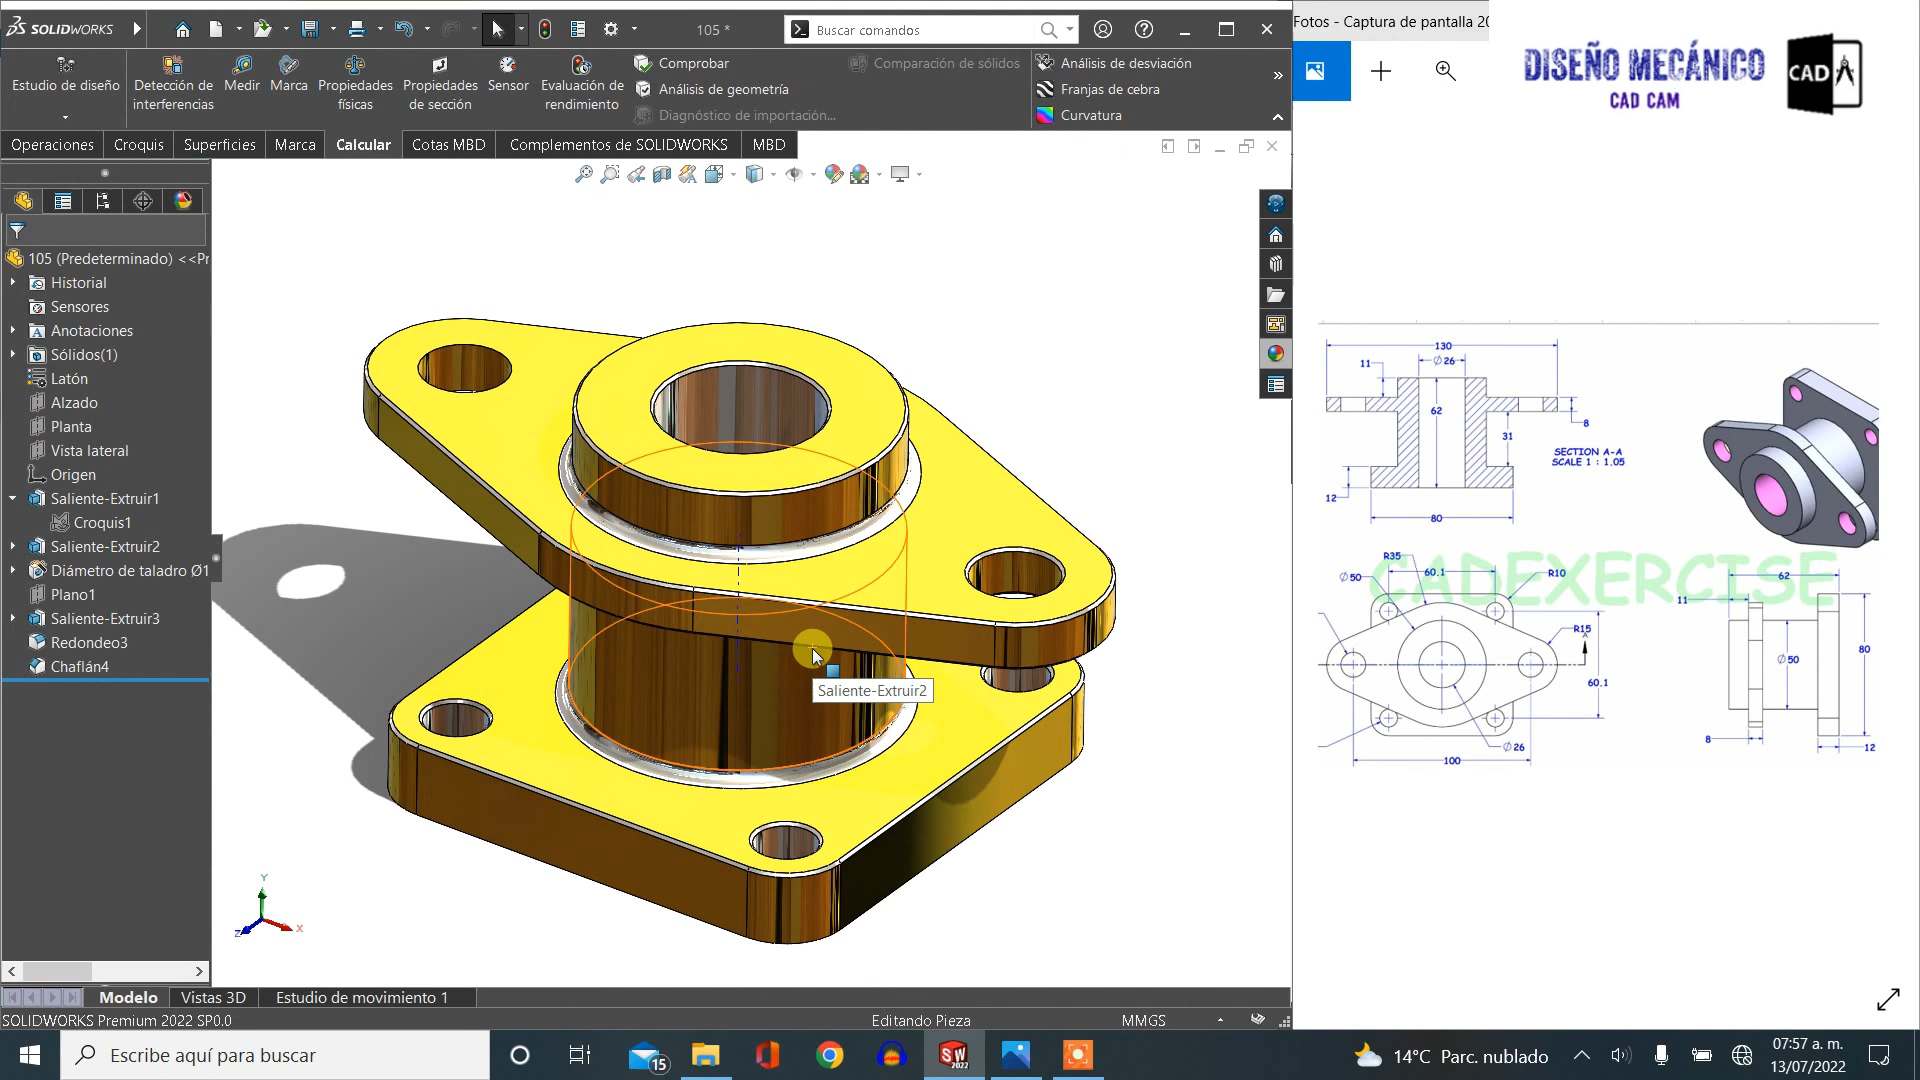 SOLIDWORKS
105 *
Buscar comandos
Fotos - Captura de pantalla 20
DISEÑO MECÁNICO
CAD CAM
CAD
Estudio de diseño
Detección de interferencias
Medir
Marca
Propiedades físicas
Propiedades de sección
Sensor
Evaluación de rendimiento
Comprobar
Análisis de geometría
Diagnóstico de importación...
Comparación de sólidos
Análisis de desviación
Franjas de cebra
Curvatura
Operaciones
Croquis
Superficies
Marca
Calcular
Cotas MBD
Complementos de SOLIDWORKS
MBD
105 (Predeterminado) <<Pr
Historial
Sensores
Anotaciones
Sólidos(1)
Latón
Alzado
Planta
Vista lateral
Origen
Saliente-Extruir1
Croquis1
Saliente-Extruir2
Diámetro de taladro Ø1
Plano1
Saliente-Extruir3
Redondeo3
Chaflán4
Saliente-Extruir2
Y
X
Z
130
Ø26
11
62
8
31
12
80
SECTION A-A
SCALE 1 : 1.05
CADEXERCISE
R35
60.1
R10
Ø50
R15
A
60.1
Ø26
100
62
11
Ø50
80
8
12
Modelo
Vistas 3D
Estudio de movimiento 1
SOLIDWORKS Premium 2022 SP0.0
Editando Pieza
MMGS
Escribe aquí para buscar
15
SW
2022
14°C Parc. nublado
07:57 a. m.
13/07/2022